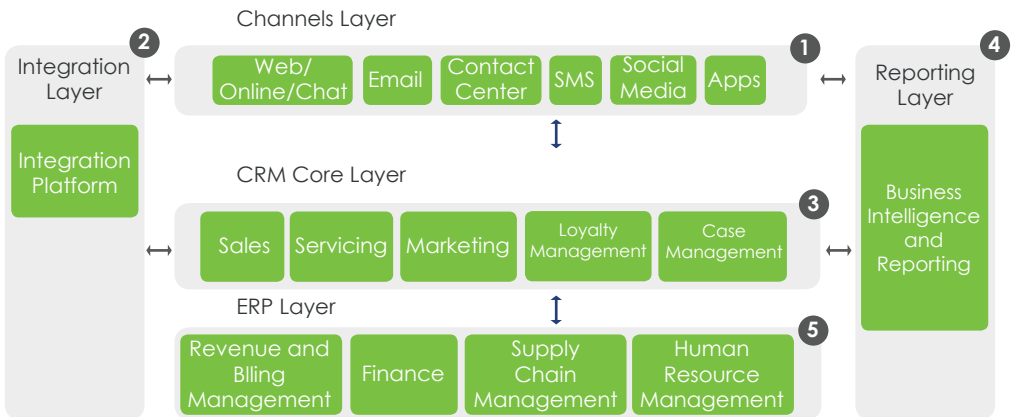 Channels Layer
2
Integration
Layer
Integration
Platform
1
Web/
Online/Chat
Email
Contact
Center
SMS
Social
Media
Apps
CRM Core Layer
3
Sales
Servicing
Marketing
Loyalty
Management
Case
Management
ERP Layer
5
Revenue and
Blling
Management
Finance
Supply
Chain
Management
Human
Resource
Management
4
Reporting
Layer
Business
Intelligence
and
Reporting